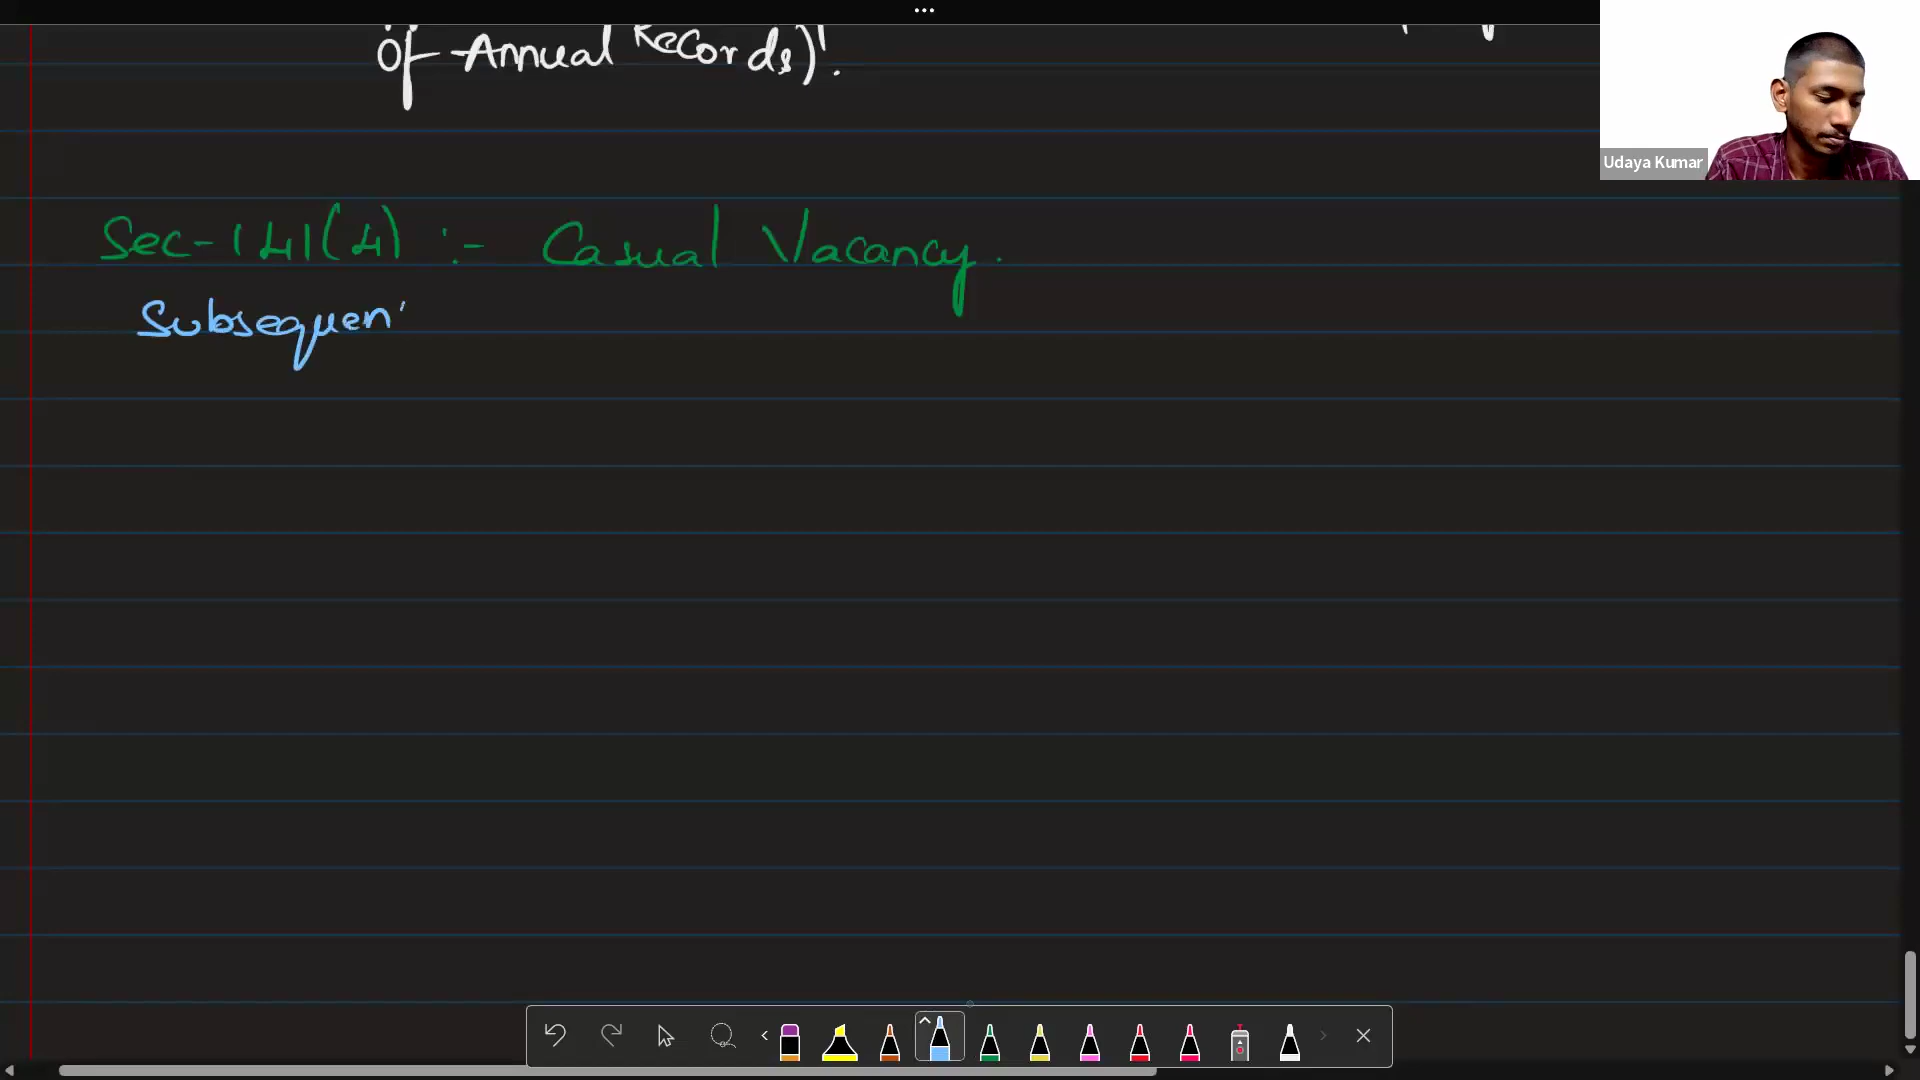 of Annual Records)'.
Udaya Kumar
Sec-141(4) :- Casual Vacancy.
Subsequen